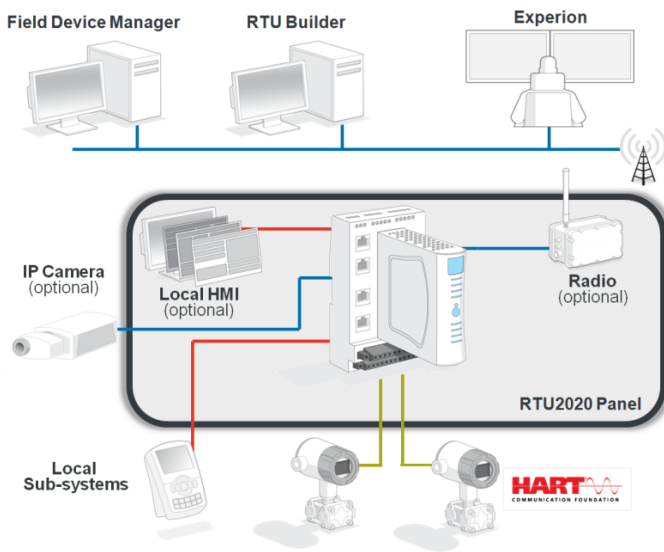 Field Device Manager
RTU Builder
Experion
IP Camera
(optional)
Local HMI
(optional)
Radio
(optional)
RTU2020 Panel
Local
Sub-systems
HART
COMMUNICATION FOUNDATION